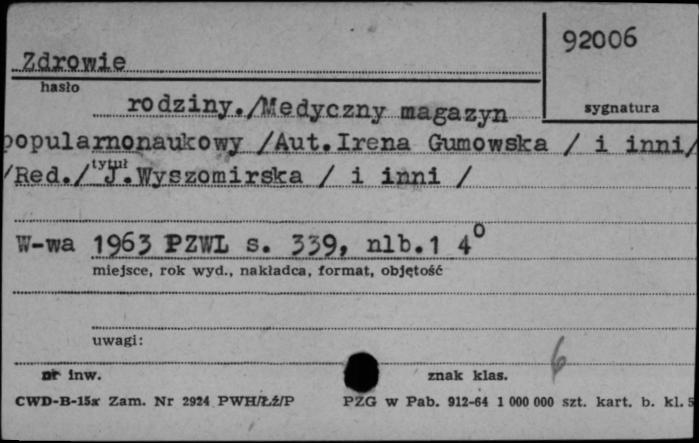 92006
Zdrowie
hasło
sygnatura
rodziny./Medyczny magazyn
popularnonaukowy /Aut.Irena Gumowska / i inni/
/Red./ J.Wyszomirska / i inni /
tytuł
W-wa 1963 PZWL s. 339, nlb.1 4°
miejsce, rok wyd., nakładca, format, objętość
uwagi:
6
nr inw.
znak klas.
CWD-B-15x Zam. Nr 2924 PWH/Łż/P PZG w Pab. 912-64 1 000 000 szt. kart. b. kl. 5